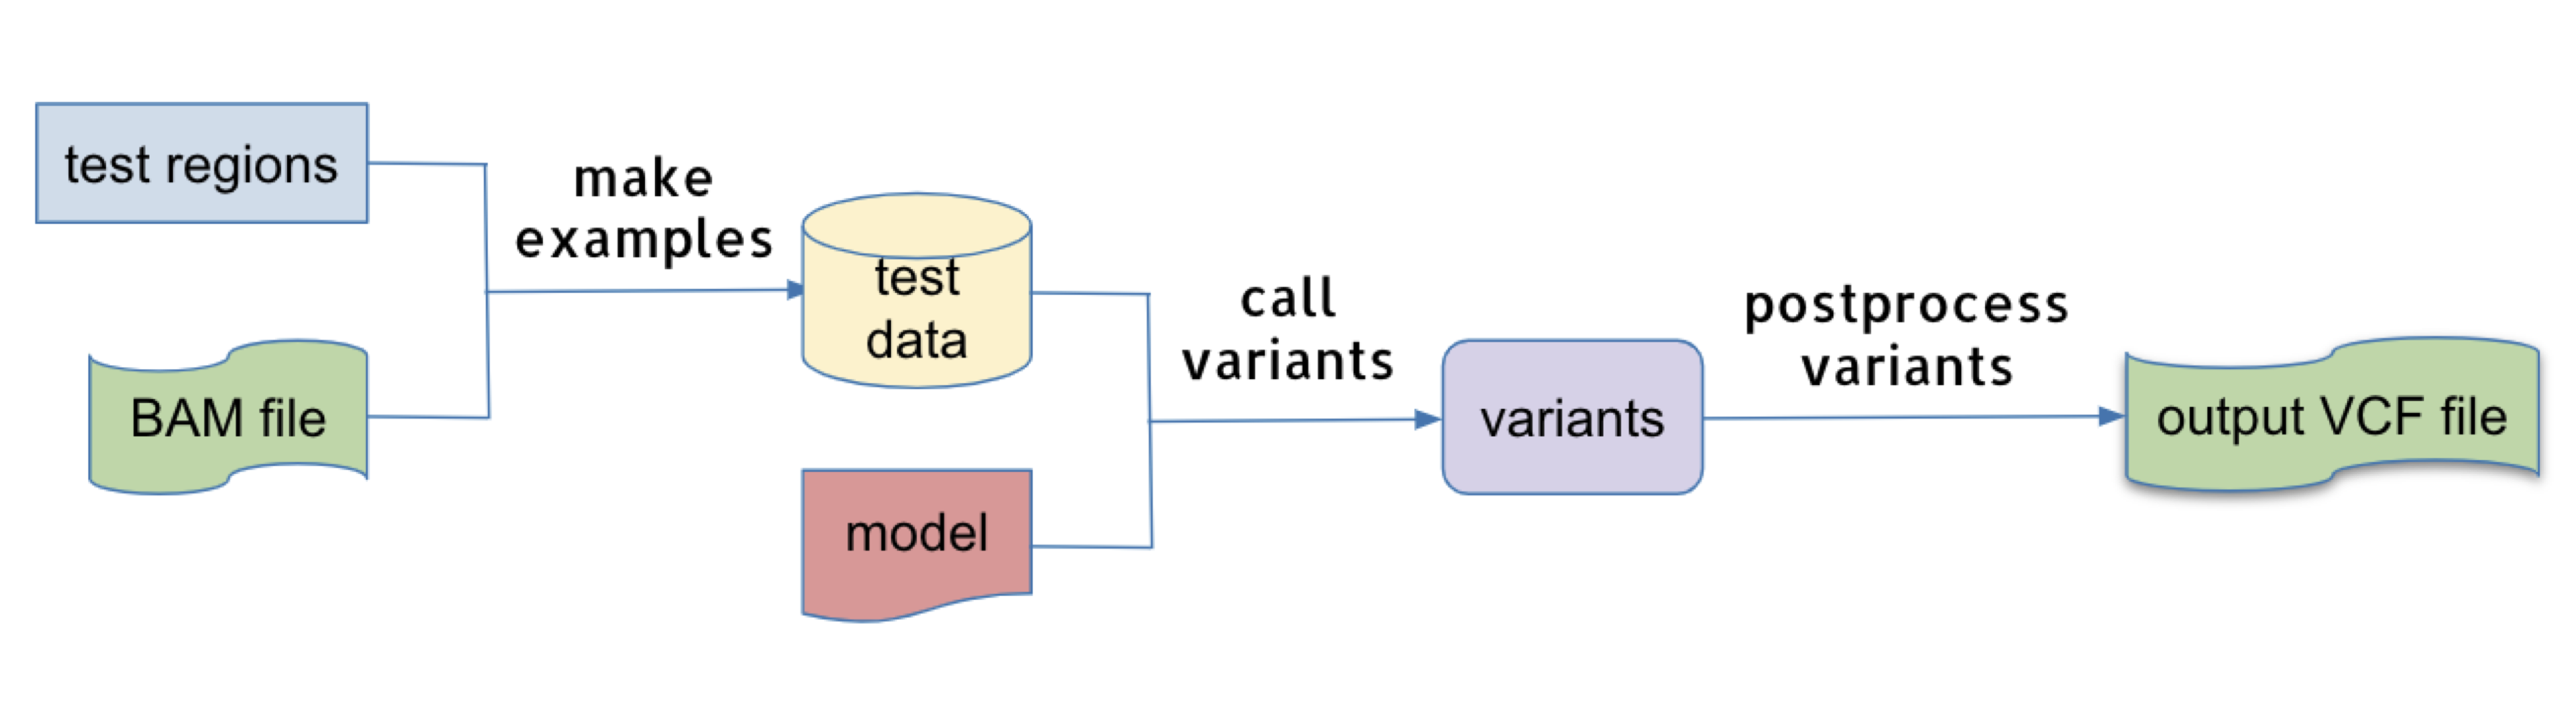 test regions
BAM file
make
examples
test
data
model
call
variants
variants
postprocess
variants
output VCF file